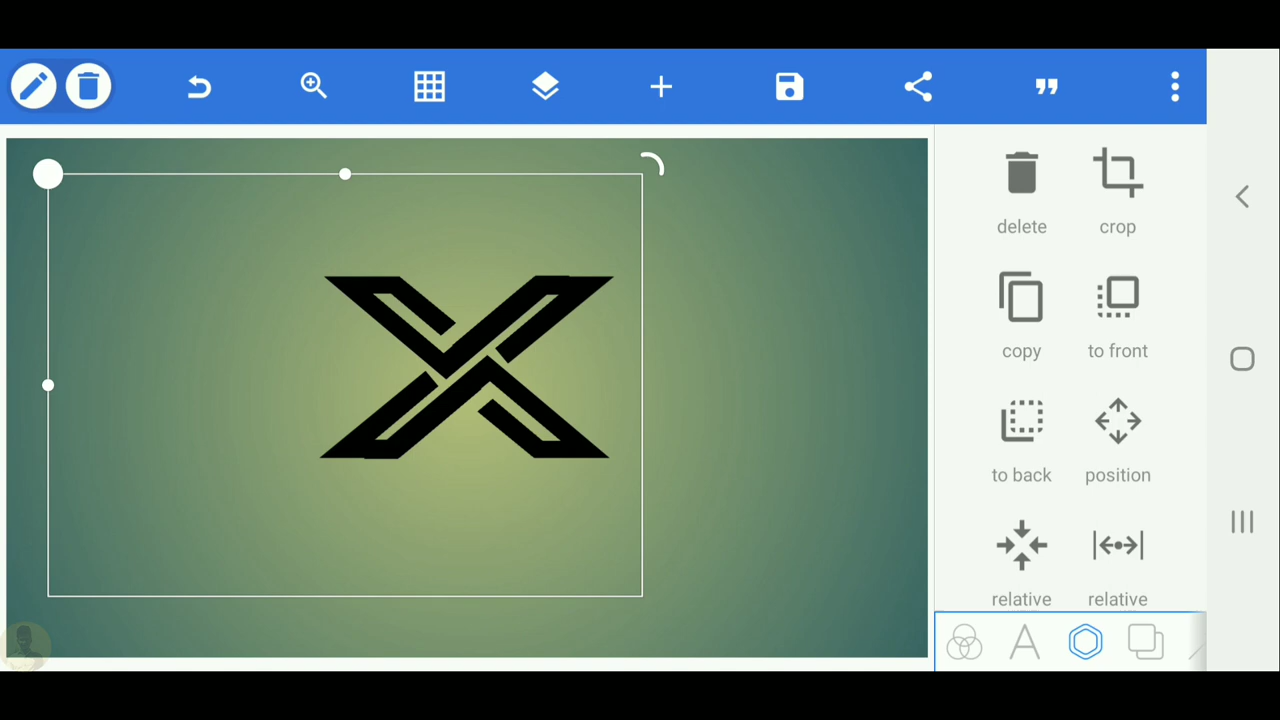 X
delete crop
copy to front
to back position
relative relative
A